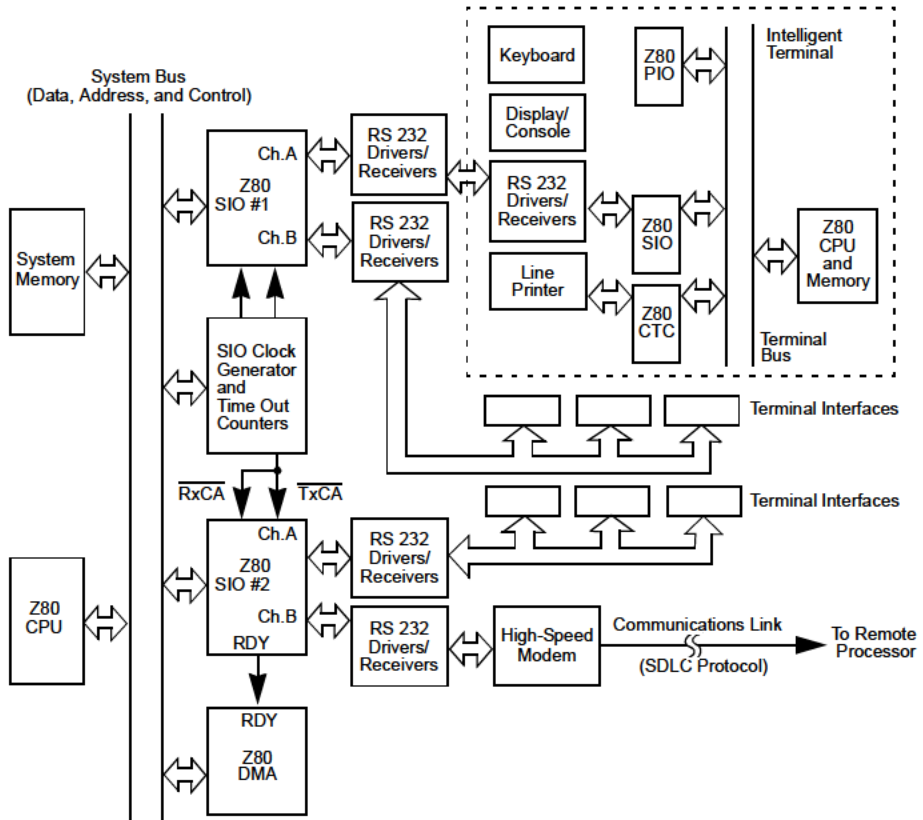 System Bus
(Data, Address, and Control)
System
Memory
Z80
CPU
Ch.A
Z80
SIO #1
Ch.B
SIO Clock
Generator
and
Time Out
Counters
RxCA
TxCA
Ch.A
Z80
SIO #2
Ch.B
RDY
RDY
Z80
DMA
RS 232
Drivers/
Receivers
RS 232
Drivers/
Receivers
RS 232
Drivers/
Receivers
RS 232
Drivers/
Receivers
Keyboard
Display/
Console
RS 232
Drivers/
Receivers
Line
Printer
Z80
PIO
Z80
SIO
Z80
CTC
Intelligent
Terminal
Z80
CPU
and
Memory
Terminal
Bus
Terminal Interfaces
Terminal Interfaces
High-Speed
Modem
Communications Link
(SDLC Protocol)
To Remote
Processor